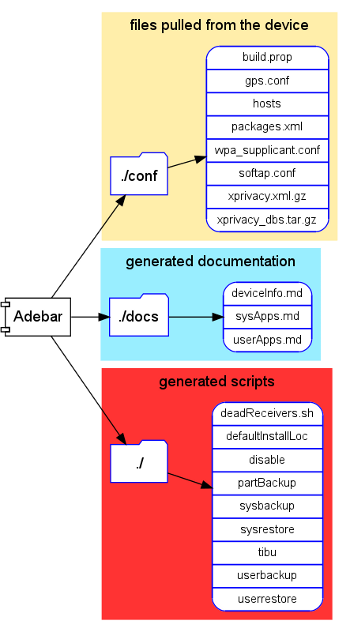 files pulled from the device
build.prop
gps.conf
hosts
packages.xml
wpa_supplicant.conf
softap.conf
xprivacy.xml.gz
xprivacy_dbs.tar.gz
./conf
generated documentation
deviceInfo.md
sysApps.md
userApps.md
Adebar
./docs
generated scripts
deadReceivers.sh
defaultInstallLoc
disable
partBackup
sysbackup
sysrestore
tibu
userbackup
userrestore
./